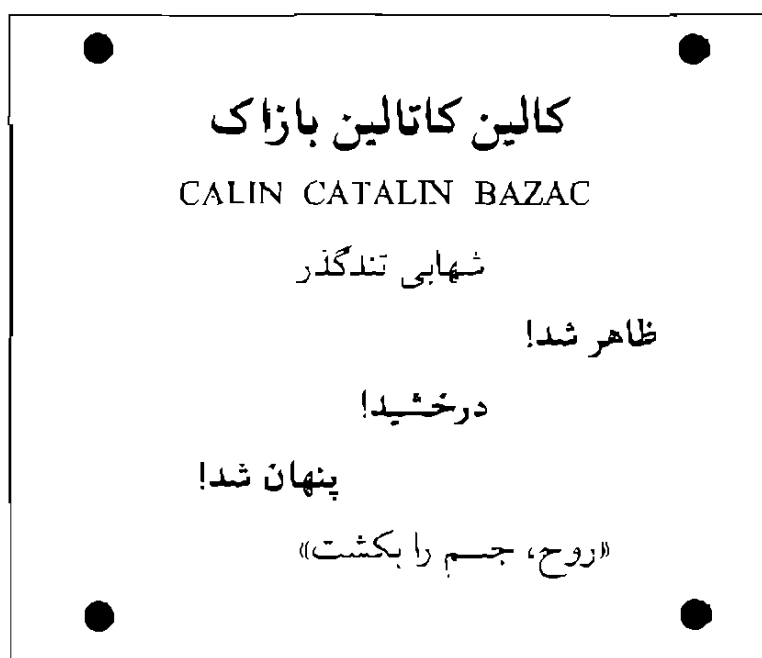 کالین کاتالین بازاک
CALIN CATALIN BAZAC
شهابی تندگذر
ظاهر شد!
درخشید!
پنهان شد!
«روح، جسم را بکشت»